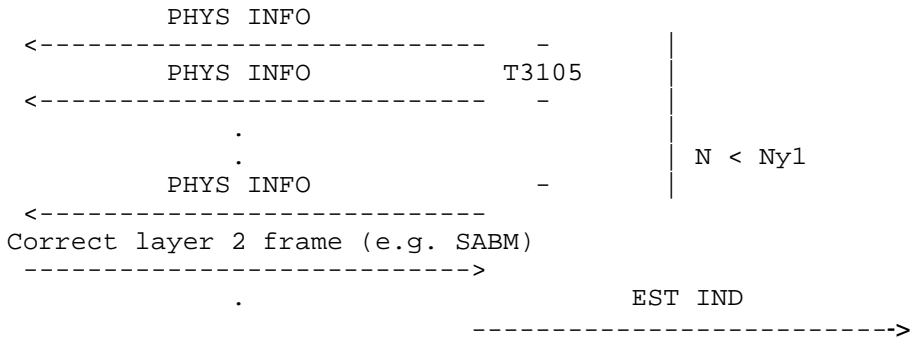 PHYS INFO
<---------------------------- - |
PHYS INFO T3105 |
<---------------------------- - |
. |
. | N < Ny1
PHYS INFO - |
<----------------------------
Correct layer 2 frame (e.g. SABM)
---------------------------->
. EST IND
-------------------------->